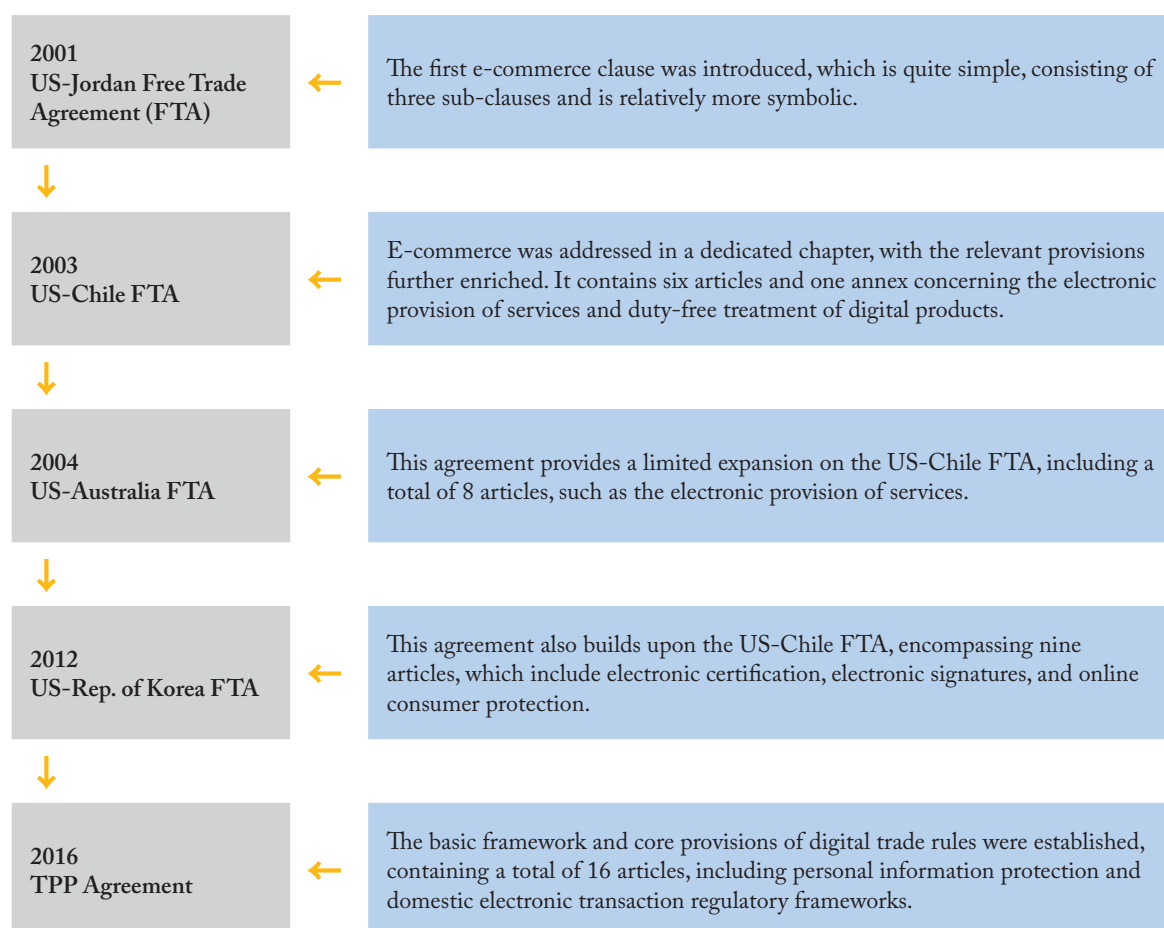 2001
US-Jordan Free Trade
Agreement (FTA)
The first e-commerce clause was introduced, which is quite simple, consisting of
three sub-clauses and is relatively more symbolic.
2003
US-Chile FTA
E-commerce was addressed in a dedicated chapter, with the relevant provisions
further enriched. It contains six articles and one annex concerning the electronic
provision of services and duty-free treatment of digital products.
2004
US-Australia FTA
This agreement provides a limited expansion on the US-Chile FTA, including a
total of 8 articles, such as the electronic provision of services.
2012
US-Rep. of Korea FTA
This agreement also builds upon the US-Chile FTA, encompassing nine
articles, which include electronic certification, electronic signatures, and online
consumer protection.
2016
TPP Agreement
The basic framework and core provisions of digital trade rules were established,
containing a total of 16 articles, including personal information protection and
domestic electronic transaction regulatory frameworks.